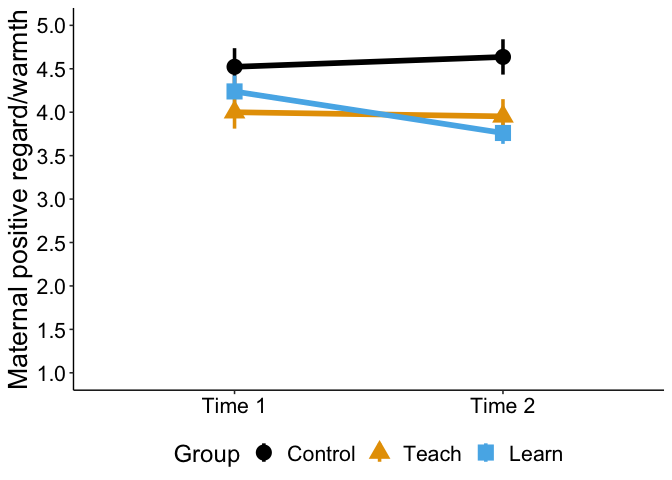 Maternal positive regard/warmth
5.0
4.5
4.0
3.5
3.0
2.5
2.0
1.5
1.0
Time 1
Time 2
Group
Control
Teach
Learn